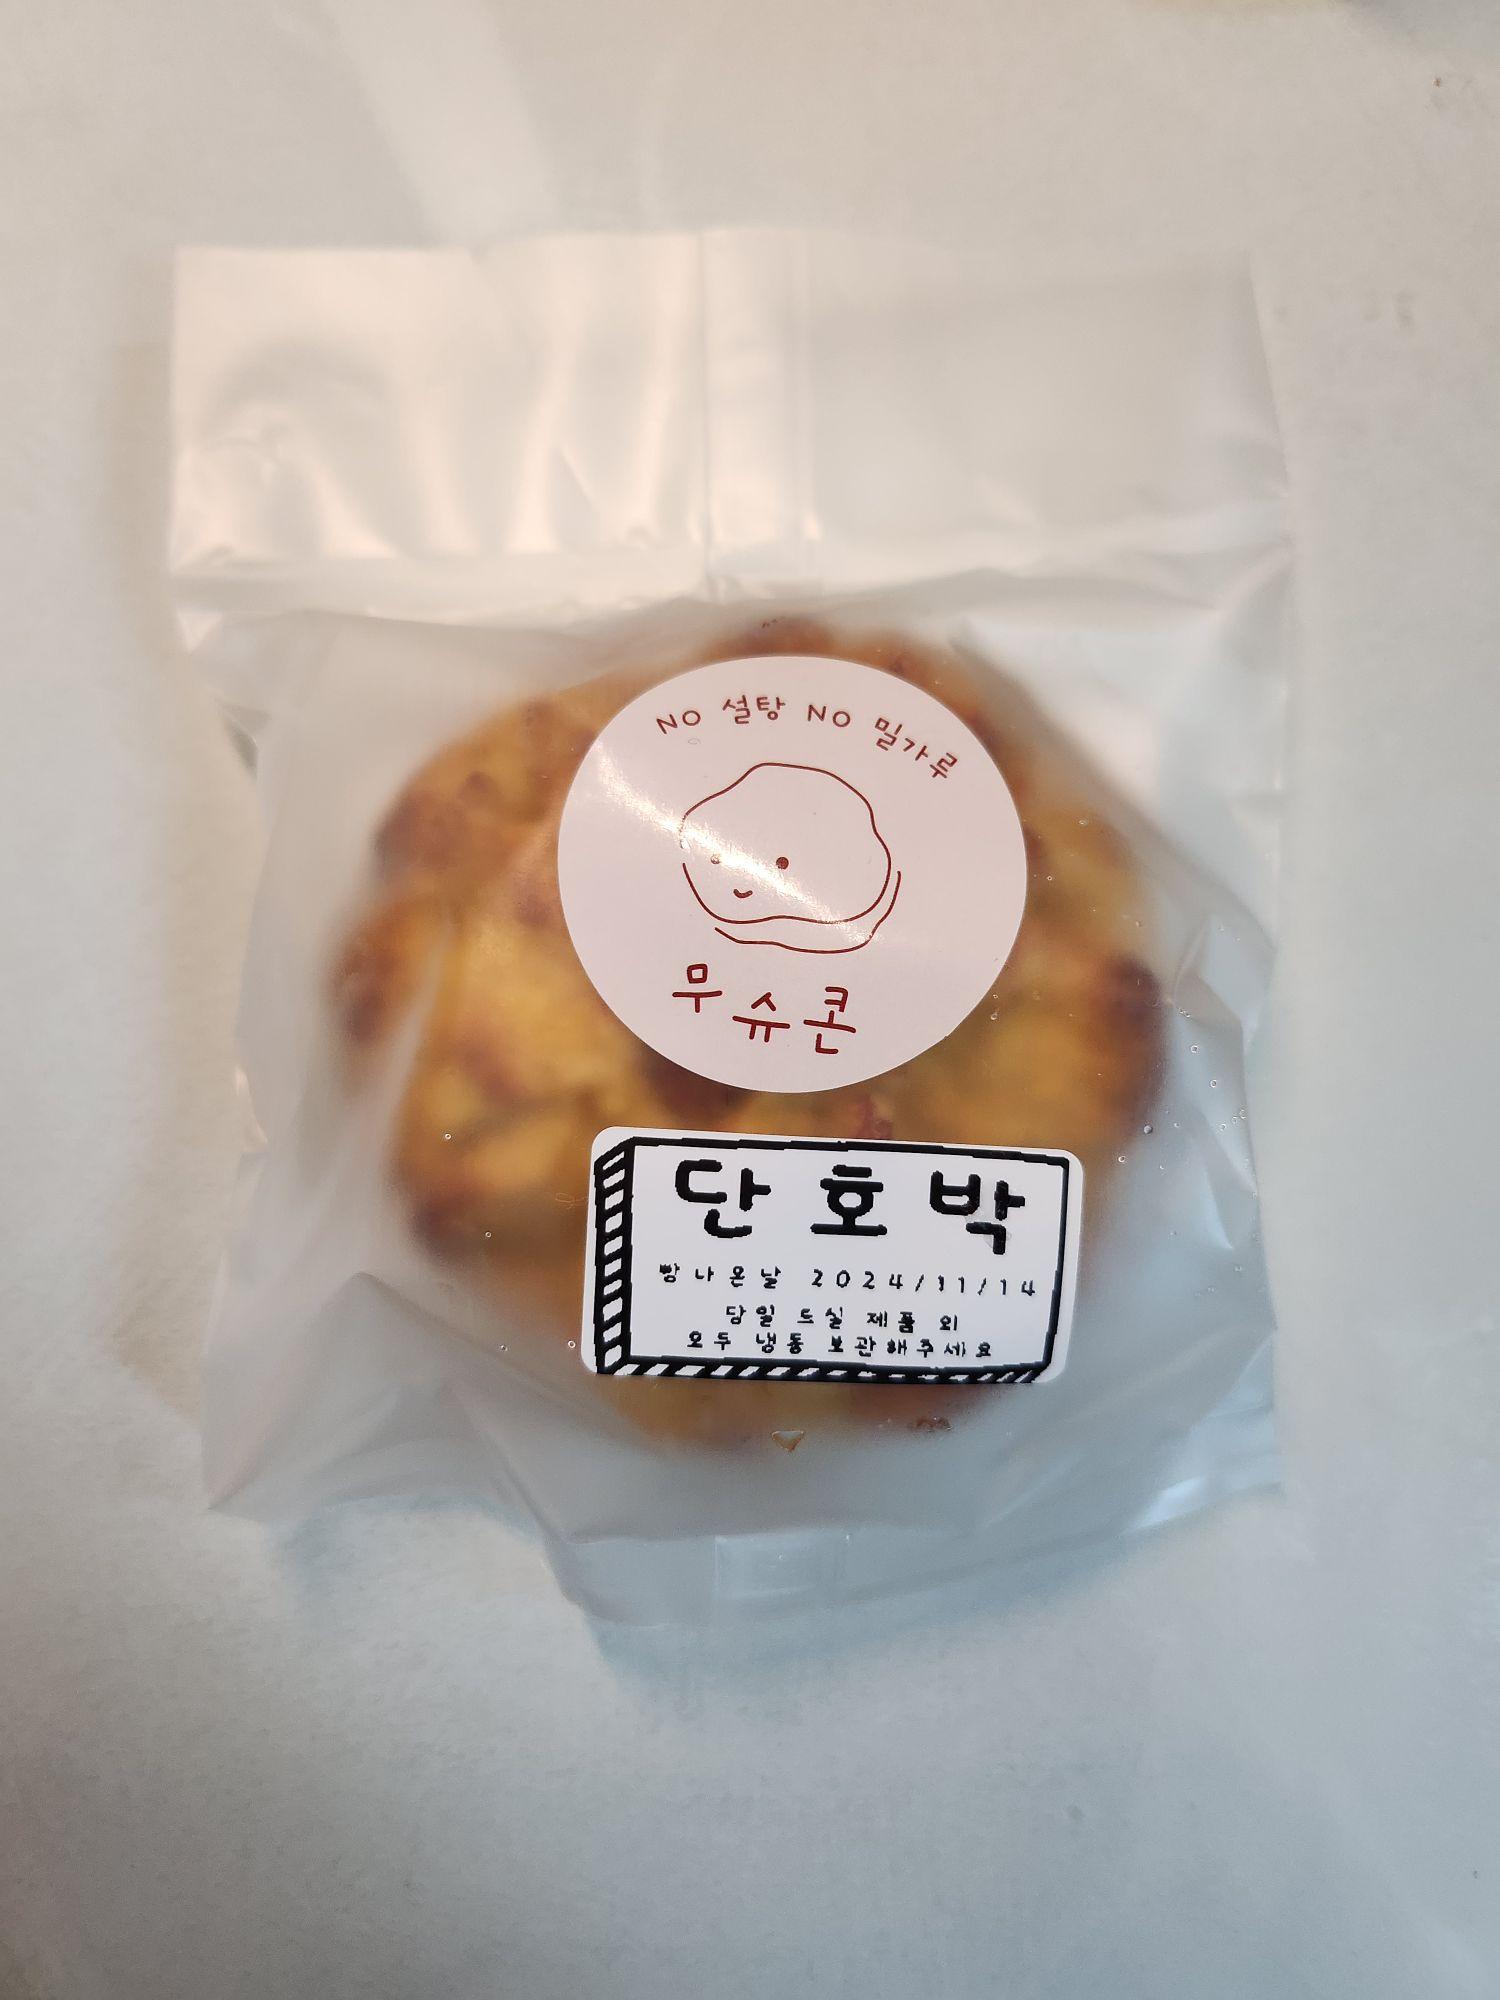 NO 설탕 NO 밀가루
무슈콘
단호박
빵나온날 2024/11/14
당일 드실 제품 외
모두 냉동 보관해주세요